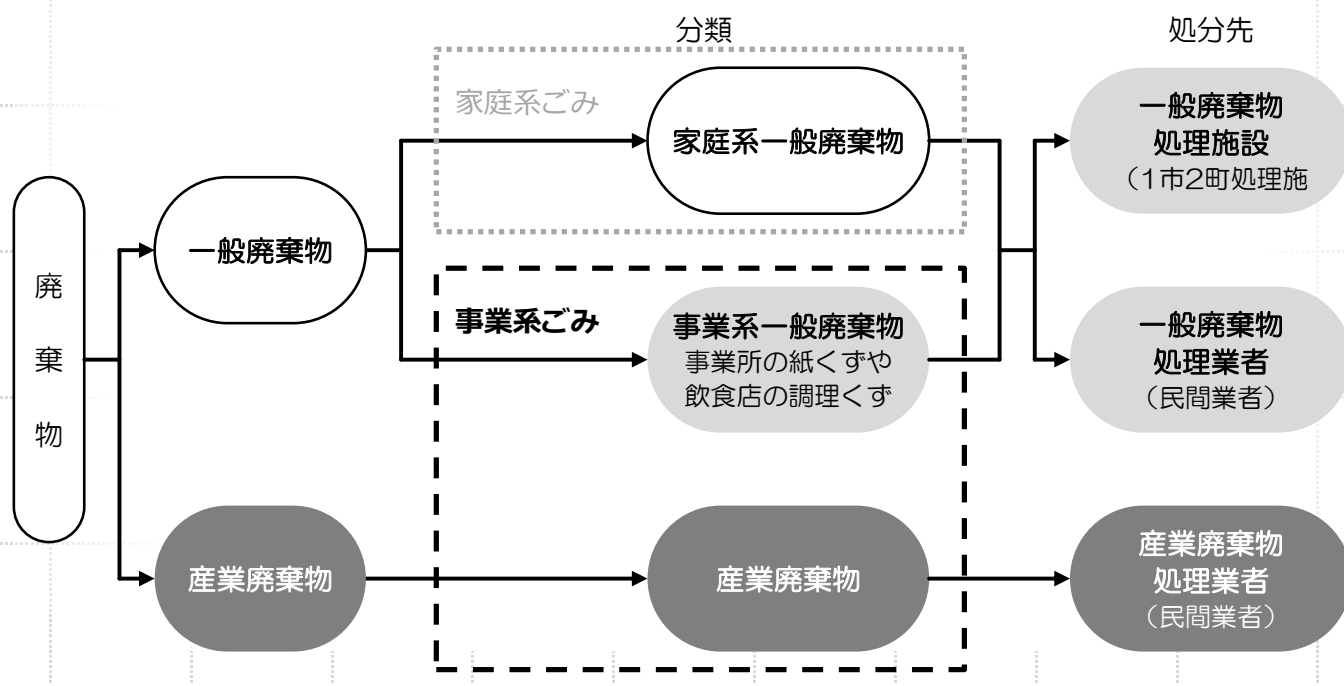 分類
処分先
家庭系ごみ
家庭系一般廃棄物
一般廃棄物
処理施設
（1市2町処理施
廃棄物
一般廃棄物
事業系ごみ
事業系一般廃棄物
事業所の紙くずや
飲食店の調理くず
一般廃棄物
処理業者
（民間業者）
産業廃棄物
産業廃棄物
産業廃棄物
処理業者
（民間業者）